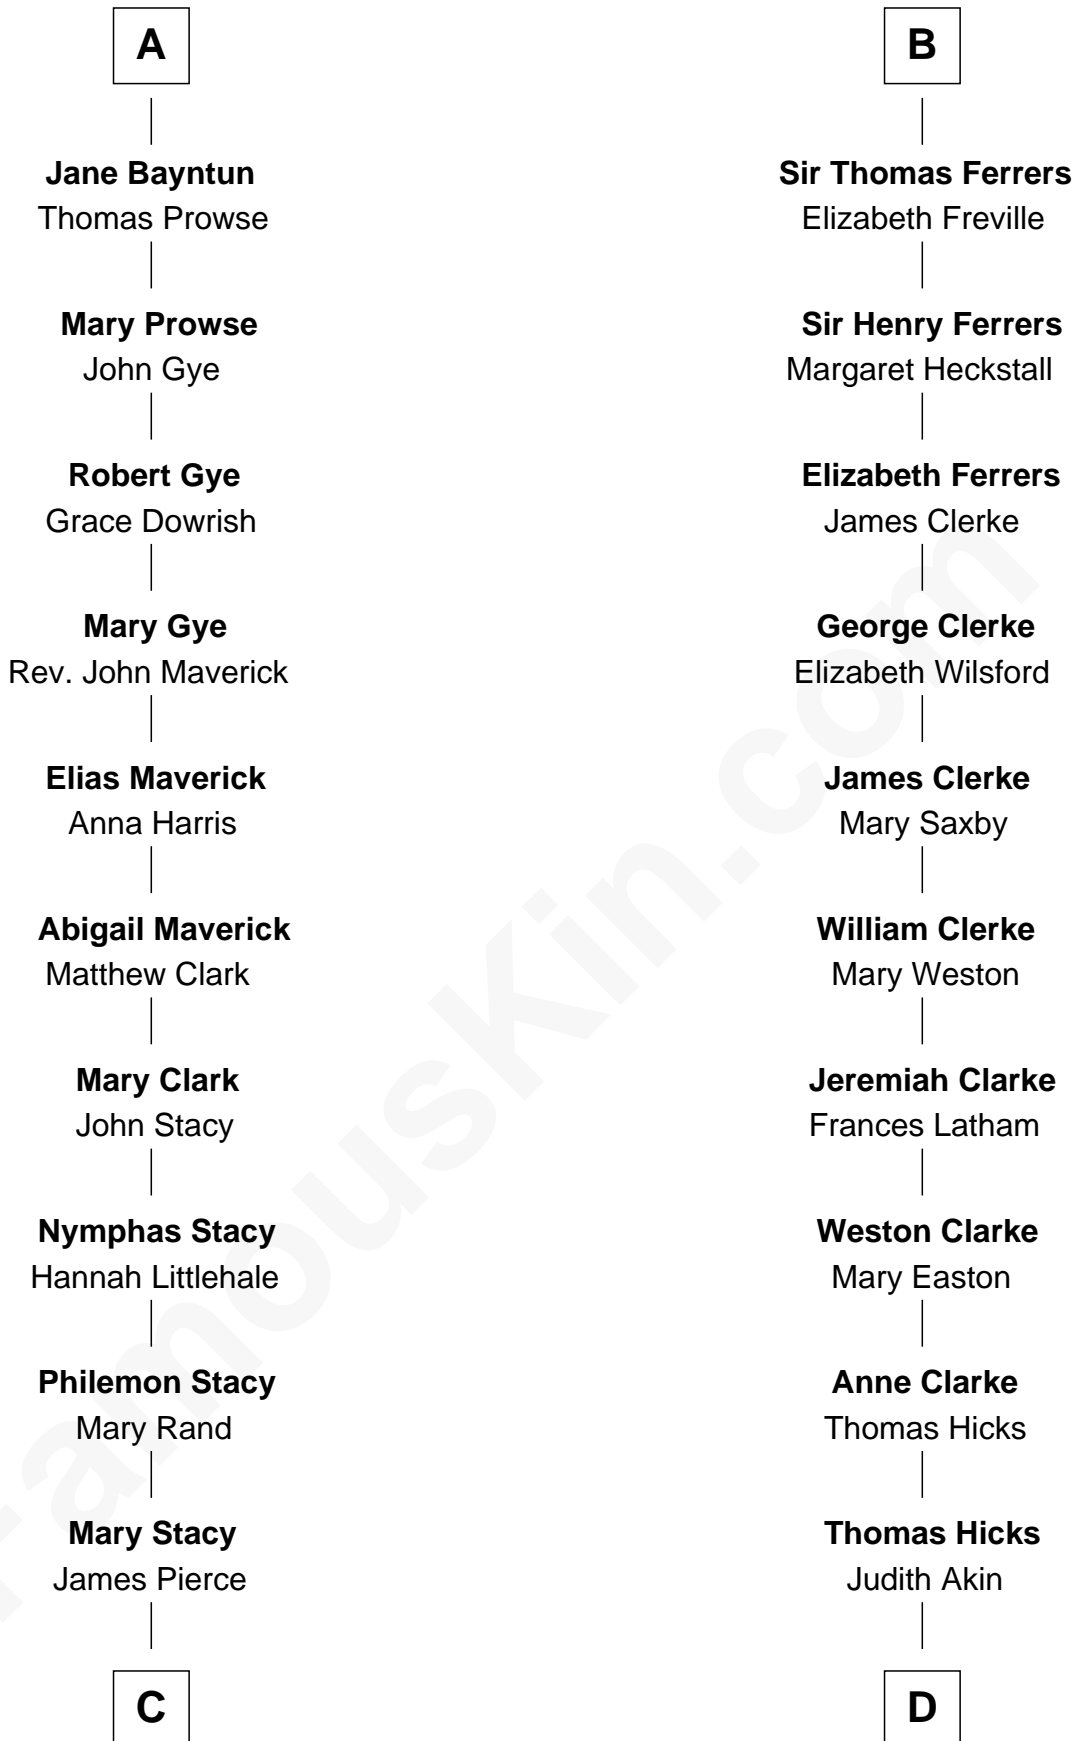 A
Jane Bayntun
Thomas Prowse
Mary Prowse
John Gye
Robert Gye
Grace Dowrish
Mary Gye
Rev. John Maverick
Elias Maverick
Anna Harris
Abigail Maverick
Matthew Clark
Mary Clark
John Stacy
Nymphas Stacy
Hannah Littlehale
Philemon Stacy
Mary Rand
Mary Stacy
James Pierce
C
B
Sir Thomas Ferrers
Elizabeth Freville
Sir Henry Ferrers
Margaret Heckstall
Elizabeth Ferrers
James Clerke
George Clerke
Elizabeth Wilsford
James Clerke
Mary Saxby
William Clerke
Mary Weston
Jeremiah Clarke
Frances Latham
Weston Clarke
Mary Easton
Anne Clarke
Thomas Hicks
Thomas Hicks
Judith Akin
D
FamousKin.com